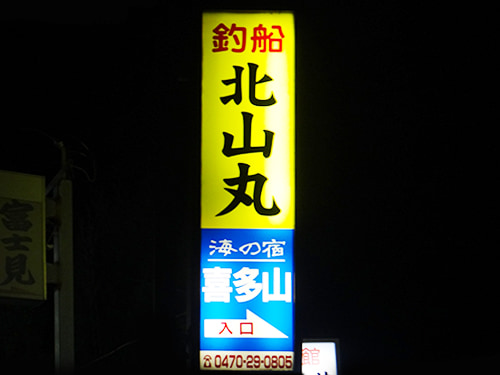 釣船
北山丸
海の宿
喜多山
入口
☎0470-29-0805
富士見
館